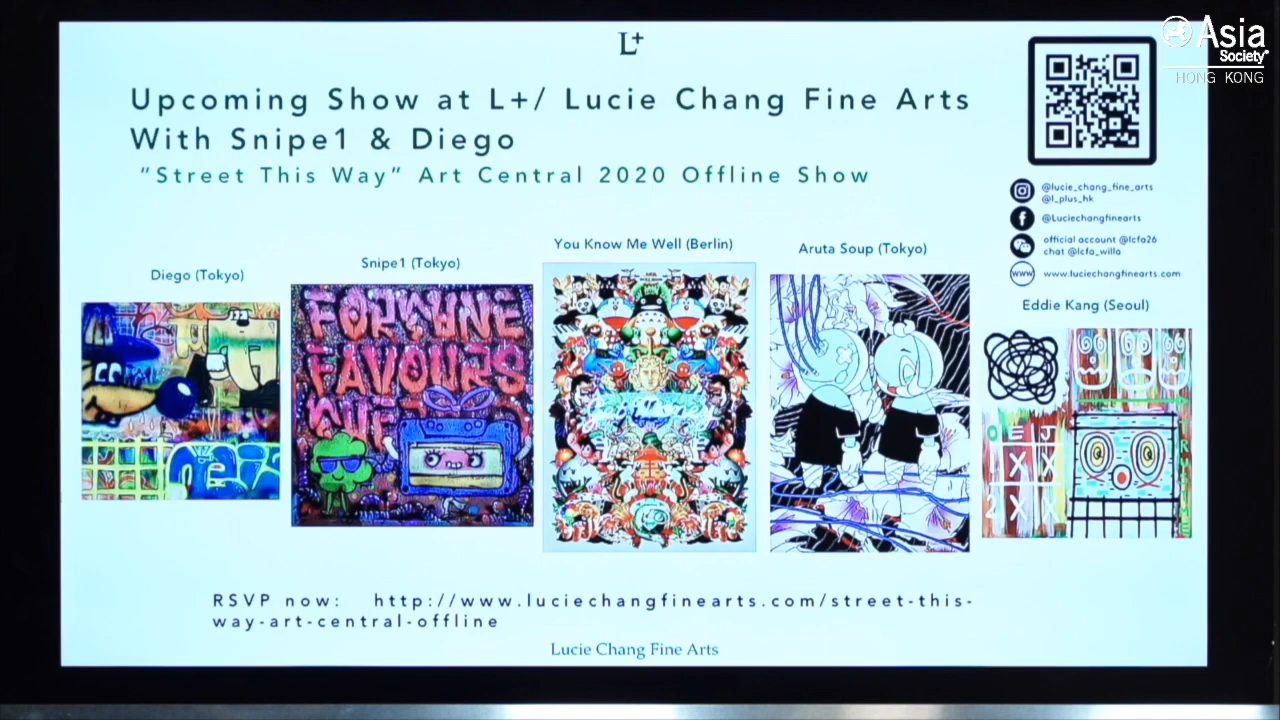 L+
Asia
Society
HONG KONG
Upcoming Show at L+/ Lucie Chang Fine Arts
With Snipe1 & Diego
“Street This Way” Art Central 2020 Offline Show
@lucie_chang_fine_arts
@l_plus_hk
@Luciechangfinearts
official account @lcfa26
chat @lcfa_willa
www
www.luciechangfinearts.com
Diego (Tokyo)
Snipe1 (Tokyo)
You Know Me Well (Berlin)
Aruta Soup (Tokyo)
Eddie Kang (Seoul)
FORTUNE
FAVOURS
OUE
RSVP now: http://www.luciechangfinearts.com/street-this-
way-art-central-offline
Lucie Chang Fine Arts